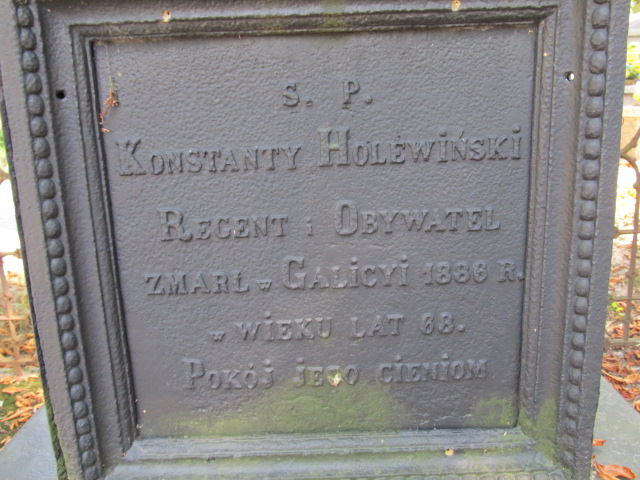 S. P.
KONSTANTY HOLEWIŃSKI
REGENT i OBYWATEL
ZMARŁ w GALICYI 1886 R.
w WIEKU LAT 68.
POKÓJ JEGO CIENIOM